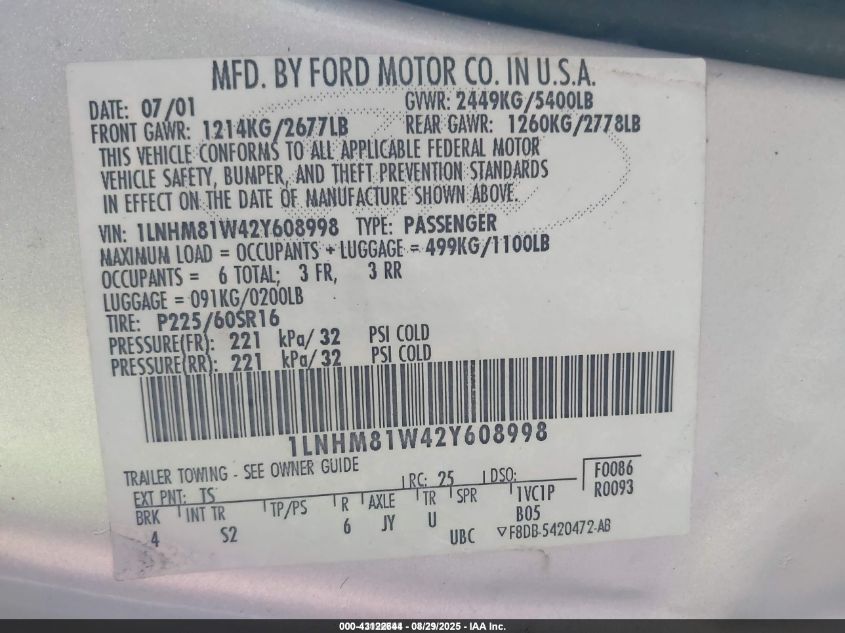 MFD. BY FORD MOTOR CO. IN U.S.A.
DATE: 07/01 GVWR: 2449KG/5400LB
FRONT GAWR: 1214KG/2677LB REAR GAWR: 1260KG/2778LB
THIS VEHICLE CONFORMS TO ALL APPLICABLE FEDERAL MOTOR
VEHICLE SAFETY, BUMPER, AND THEFT PREVENTION STANDARDS
IN EFFECT ON THE DATE OF MANUFACTURE SHOWN ABOVE.
VIN: 1LNHM81W42Y608998 TYPE: PASSENGER
MAXIMUM LOAD = OCCUPANTS + LUGGAGE = 499KG/1100LB
OCCUPANTS = 6 TOTAL; 3 FR, 3 RR
LUGGAGE = 091KG/0200LB
TIRE: P225/60SR16
PRESSURE(FR): 221 kPa/ 32 PSI COLD
PRESSURE(RR): 221 kPa/ 32 PSI COLD
1LNHM81W42Y608998
TRAILER TOWING - SEE OWNER GUIDE
EXT PNT: TS RC: 25 DSO: F0086
R0093
BRK INT TR TP/PS R AXLE TR SPR 1VC1P
4 S2 6 JY U B05
UBC F8DB-5420472-AB
08/29/2025 - IAA Inc.